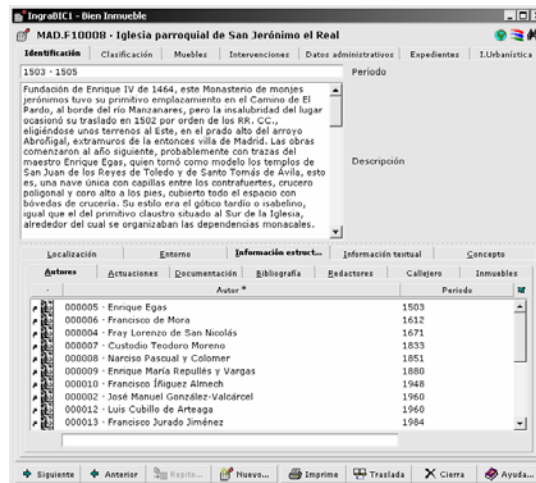 IngraBIC1 - Bien Inmueble
MAD.F10008 - Iglesia parroquial de San Jerónimo el Real
Identificación Clasificación Muebles Intervenciones Datos administrativos Expedientes I.Urbanística
1503 - 1505 Periodo
Fundación de Enrique IV de 1464, este Monasterio de monjes
jerónimos tuvo su primitivo emplazamiento en el Camino de El
Pardo, al borde del río Manzanares, pero la insalubridad del lugar
ocasionó su traslado en 1502 por orden de los RR. CC.,
eligiéndose unos terrenos al Este, en el prado alto del arroyo
Abroñigal, extramuros de la entonces villa de Madrid. Las obras
comenzaron al año siguiente, probablemente con trazas del
maestro Enrique Egas, quien tomó como modelo los templos de
San Juan de los Reyes de Toledo y de Santo Tomás de Ávila, esto
es, una nave única con capillas entre los contrafuertes, crucero
poligonal y coro alto a los pies, cubierto todo el espacio con
bóvedas de crucería. Su estilo era el gótico tardío o isabelino,
igual que el del primitivo claustro situado al Sur de la Iglesia,
alrededor del cual se organizaban las dependencias monacales.
Descripción
Localización Entorno Información estruct... Información textual Concepto
Autores Actuaciones Documentación Bibliografía Redactores Callejero Inmuebles
- Autor * Periodo
000005 - Enrique Egas 1503
000006 - Francisco de Mora 1612
000004 - Fray Lorenzo de San Nicolás 1671
000007 - Custodio Teodoro Moreno 1833
000008 - Narciso Pascual y Colomer 1851
000009 - Enrique María Repullés y Vargas 1880
000010 - Francisco Íñiguez Almech 1948
000002 - José Manuel González-Valcárcel 1960
000012 - Luis Cubillo de Arteaga 1960
000013 - Francisco Jurado Jiménez 1984
Siguiente Anterior Repite... Nuevo... Imprime Traslada Cierra Ayuda...